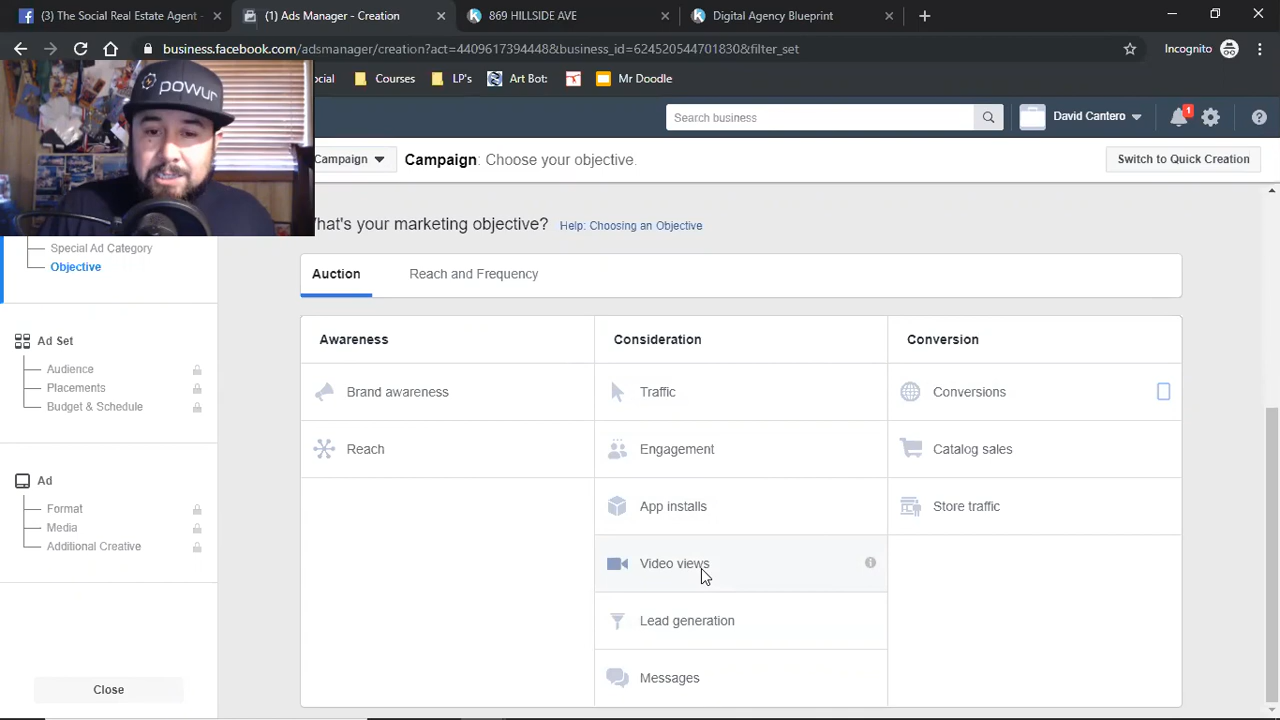 (3) The Social Real Estate Agent
(1) Ads Manager - Creation
869 HILLSIDE AVE
Digital Agency Blueprint
business.facebook.com/adsmanager/creation?act=4409617394448&business_id=624520544701030&filter_set
Incognito
ocial
Courses
LP's
Art Bot:
Mr Doodle
powur
Search business
David Camac
1
Campaign
Campaign: Choose your objective.
Switch to Quick Creation
hat's your marketing objective?
Help: Choosing an Objective
Special Ad Category
Objective
Auction
Reach and Frequency
Awareness
Consideration
Conversion
Ad Set
Audience
Placements
Budget & Schedule
Brand awareness
Traffic
Conversions
Reach
Engagement
Catalog sales
Ad
Format
Media
Additional Creative
App installs
Store traffic
Video views
Lead generation
Messages
Close